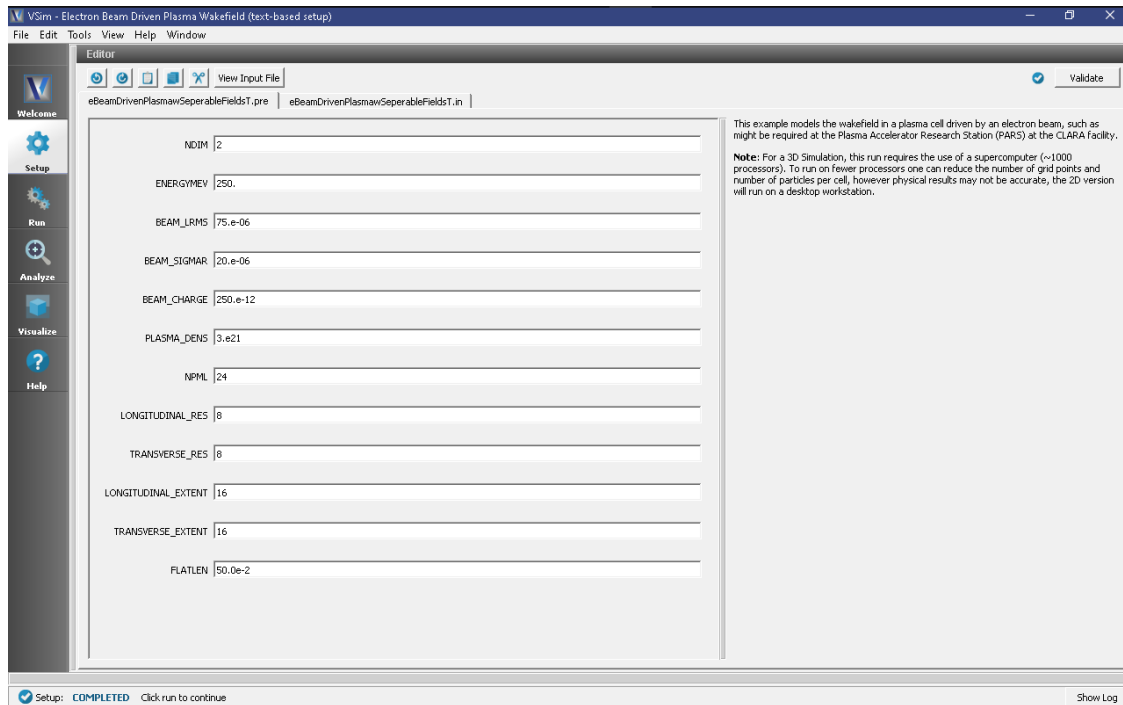 VSim - Electron Beam Driven Plasma Wakefield (text-based setup)
File Edit Tools View Help Window
Editor
View Input File
Validate
eBeamDrivenPlasmawSeperableFieldsT.pre
eBeamDrivenPlasmawSeperableFieldsT.in
Welcome
Setup
Run
Analyze
Visualize
Help
NDIM 2
ENERGYMEV 250.
BEAM_LRMS 75.e-06
BEAM_SIGMAR 20.e-06
BEAM_CHARGE 250.e-12
PLASMA_DENS 3.e21
NPML 24
LONGITUDINAL_RES 8
TRANSVERSE_RES 8
LONGITUDINAL_EXTENT 16
TRANSVERSE_EXTENT 16
FLATLEN 50.0e-2
This example models the wakefield in a plasma cell driven by an electron beam, such as
might be required at the Plasma Accelerator Research Station (PARS) at the CLARA facility.
Note: For a 3D Simulation, this run requires the use of a supercomputer (~1000
processors). To run on fewer processors one can reduce the number of grid points and
number of particles per cell, however physical results may not be accurate, the 2D version
will run on a desktop workstation.
Setup: COMPLETED Click run to continue
Show Log